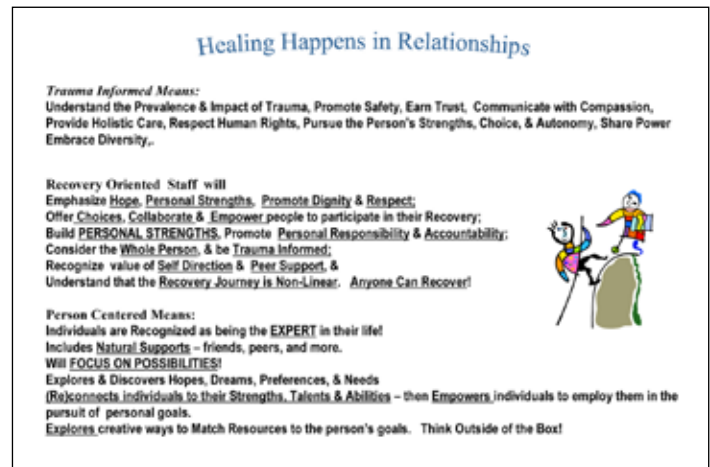 Healing Happens in Relationships
Trauma Informed Means:
Understand the Prevalence & Impact of Trauma, Promote Safety, Earn Trust,  Communicate with Compassion,
Provide Holistic Care, Respect Human Rights, Pursue the Person's Strengths, Choice, & Autonomy, Share Power
Embrace Diversity,.
Recovery Oriented  Staff  will
Emphasize Hope, Personal Strengths,  Promote Dignity & Respect;
Offer Choices, Collaborate &  Empower people to participate in their Recovery;
Build PERSONAL STRENGTHS, Promote  Personal Responsibility & Accountability;
Consider the Whole Person, & be Trauma Informed;
Recognize  value of Self Direction &  Peer Support, &
Understand that the Recovery Journey is Non-Linear.   Anyone Can Recover!
Person Centered Means:
Individuals are Recognized as being the EXPERT in their life!
Includes Natural Supports – friends, peers, and more.
Will FOCUS ON POSSIBILITIES!
Explores & Discovers Hopes, Dreams, Preferences, & Needs
(Re)connects individuals to their Strengths, Talents & Abilities – then Empowers individuals to employ them in the
pursuit of  personal goals.
Explores creative ways to Match Resources to the person's goals.   Think Outside of the Box!